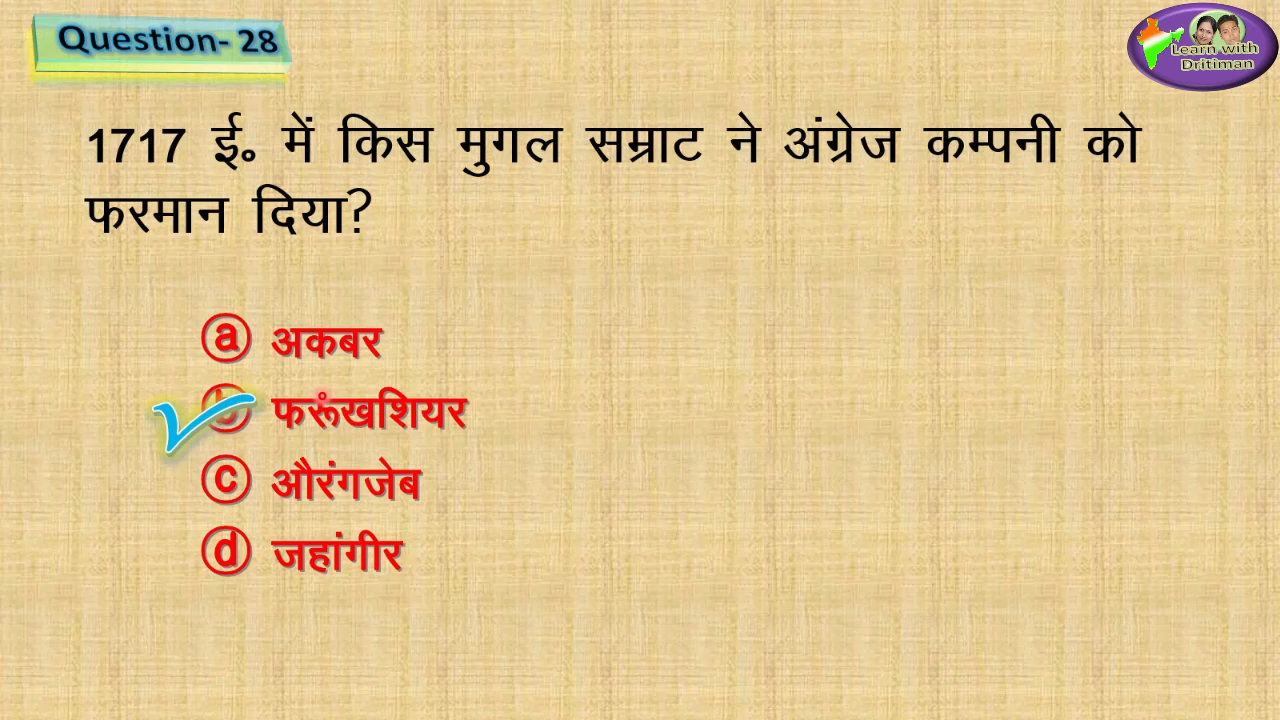 Question- 28
Learn with
Dritiman
1717 ई॰ में किस मुगल सम्राट ने अंग्रेज कम्पनी को
फरमान दिया?
ⓐ अकबर
ⓑ फरूंखशियर
ⓒ औरंगजेब
ⓓ जहांगीर